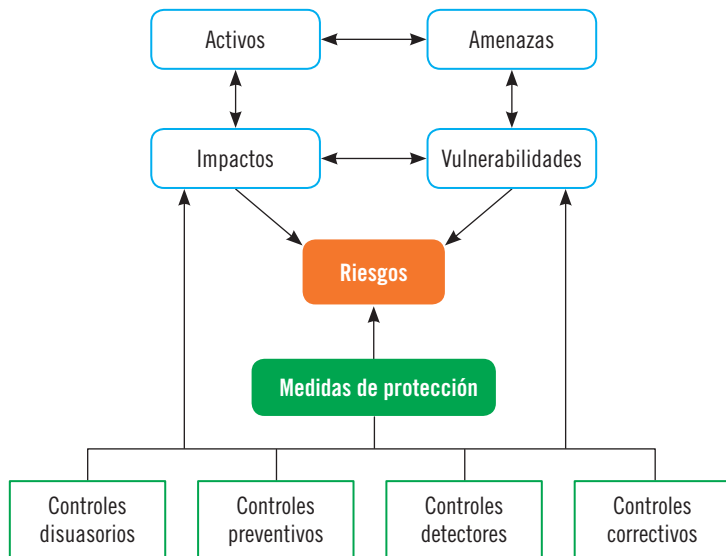 Activos
Amenazas
Impactos
Vulnerabilidades
Riesgos
Medidas de protección
Controles
disuasorios
Controles
preventivos
Controles
detectores
Controles
correctivos